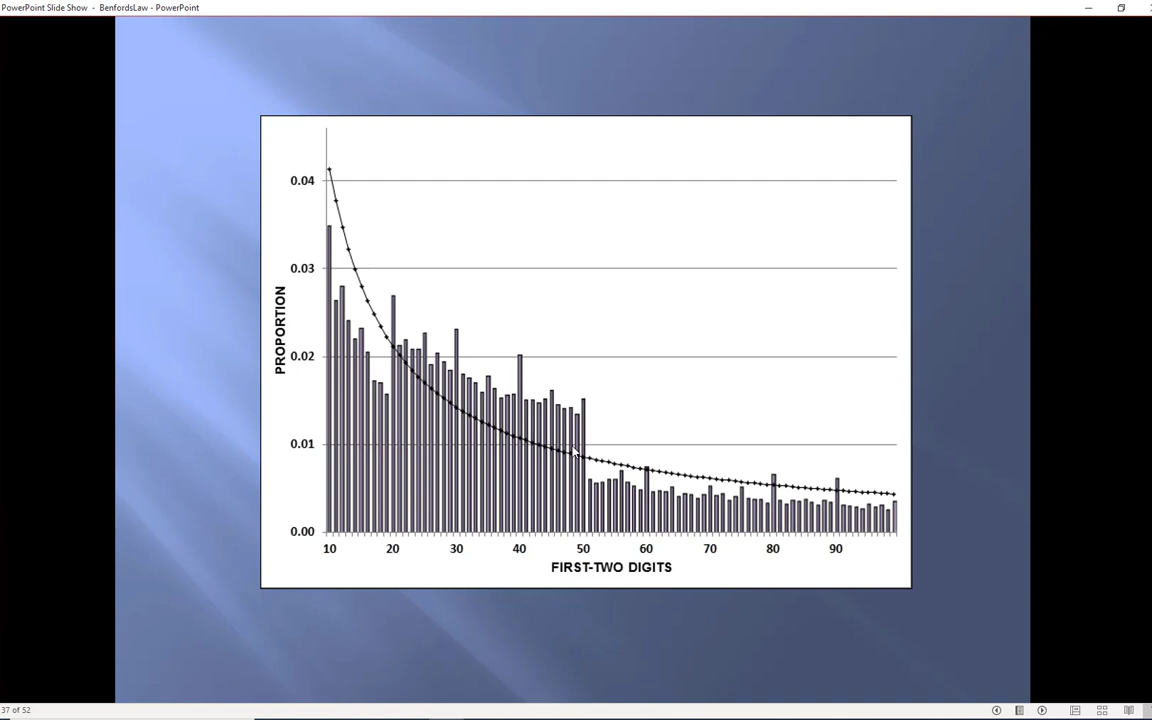 PowerPoint Slide Show - BenfordsLaw - PowerPoint
0.04
0.03
0.02
0.01
0.00
PROPORTION
10 20 30 40 50 60 70 80 90
FIRST-TWO DIGITS
37 of 52